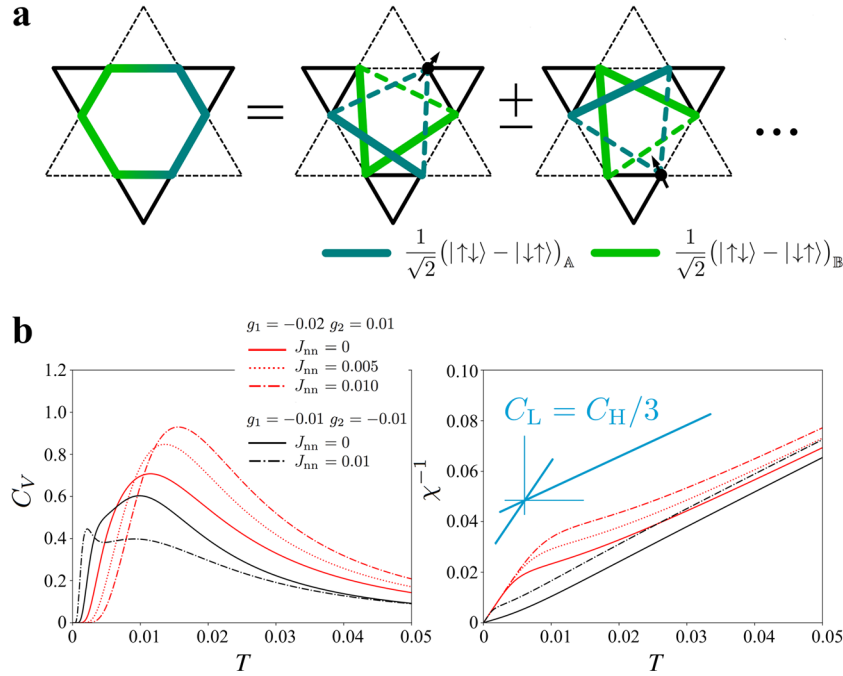 a
= ± ...
1/√2 (|↑↓⟩ − |↓↑⟩)𝔸 1/√2 (|↑↓⟩ − |↓↑⟩)𝔹
b
g₁ = −0.02 g₂ = 0.01
Jₙₙ = 0
Jₙₙ = 0.005
Jₙₙ = 0.010
g₁ = −0.01 g₂ = −0.01
Jₙₙ = 0
Jₙₙ = 0.01
C_V
1.2
1.0
0.8
0.6
0.4
0.2
0
0 0.01 0.02 0.03 0.04 0.05
T
C_L = C_H/3
χ⁻¹
0.10
0.08
0.06
0.04
0.02
0.00
0 0.01 0.02 0.03 0.04 0.05
T